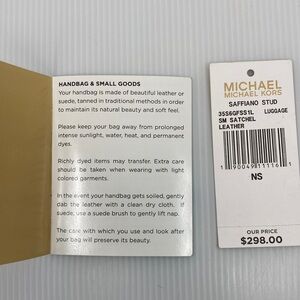 HANDBAG & SMALL GOODS
Your handbag is made of beautiful leather or
suede, tanned in traditional methods in order
to maintain its natural beauty and soft feel.
Please keep your bag away from prolonged
intense sunlight, water, heat, and permanent
dyes.
Richly dyed items may transfer. Extra care
should be taken when wearing with light
colored garments.
In the event your handbag gets soiled, gently
dab the leather with a clean dry cloth. If
suede, use a suede brush to gently lift nap.
The care with which you use and look after
your bag will preserve its beauty.
MICHAEL
MICHAEL KORS
SAFFIANO STUD
35S6GFSS1L LUGGAGE
SM SATCHEL
LEATHER
1 90049 11116 1
NS
OUR PRICE
$298.00